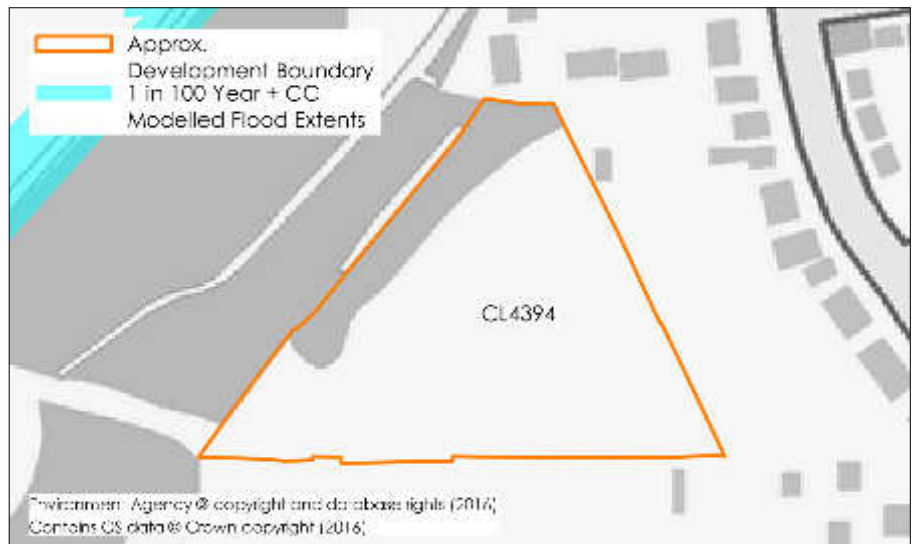 Approx.
Development Boundary
1 in 100 Year + CC
Modelled Flood Extents
CL4394
Environment Agency © copyright and database rights (2016)
Contains OS data © Crown copyright (2016)